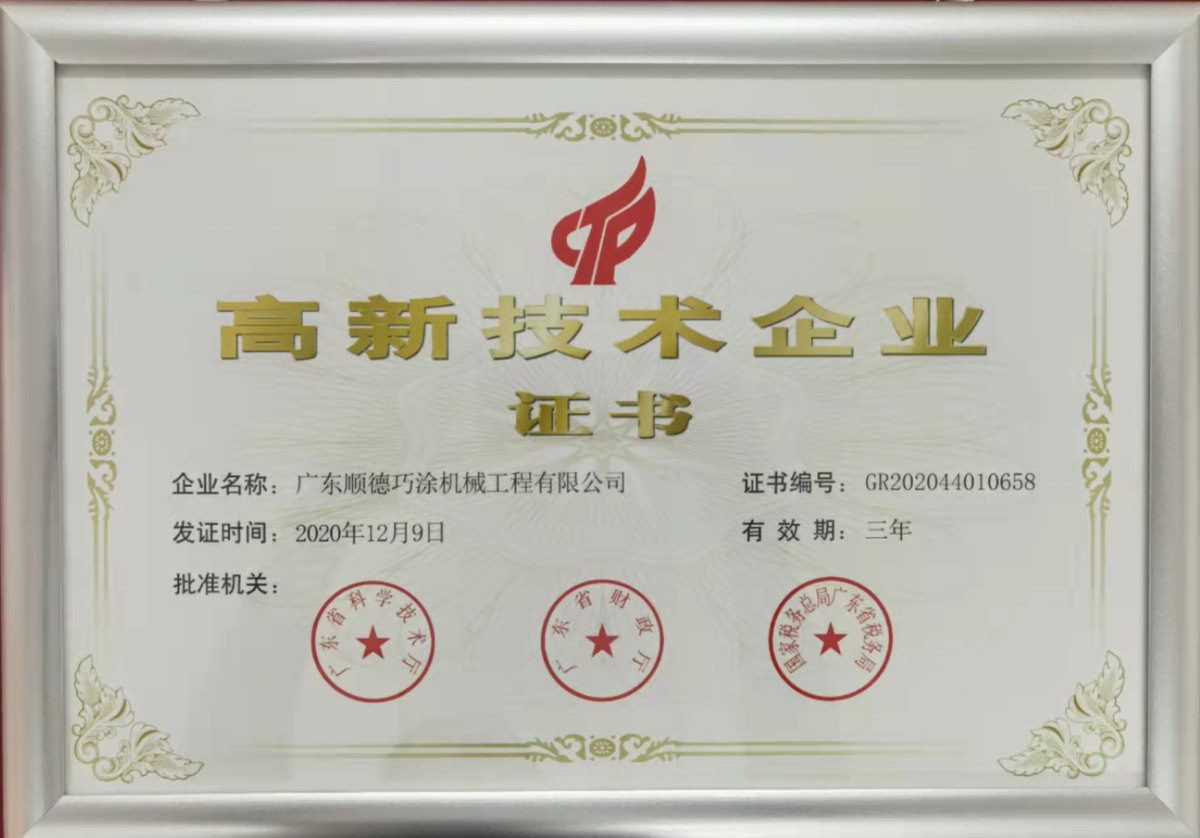 CTP
高新技术企业
证书
企业名称：广东顺德巧涂机械工程有限公司
证书编号：GR202044010658
发证时间：2020年12月9日
有效期：三年
批准机关：
广东省科学技术厅
广东省财政厅
国家税务总局广东省税务局